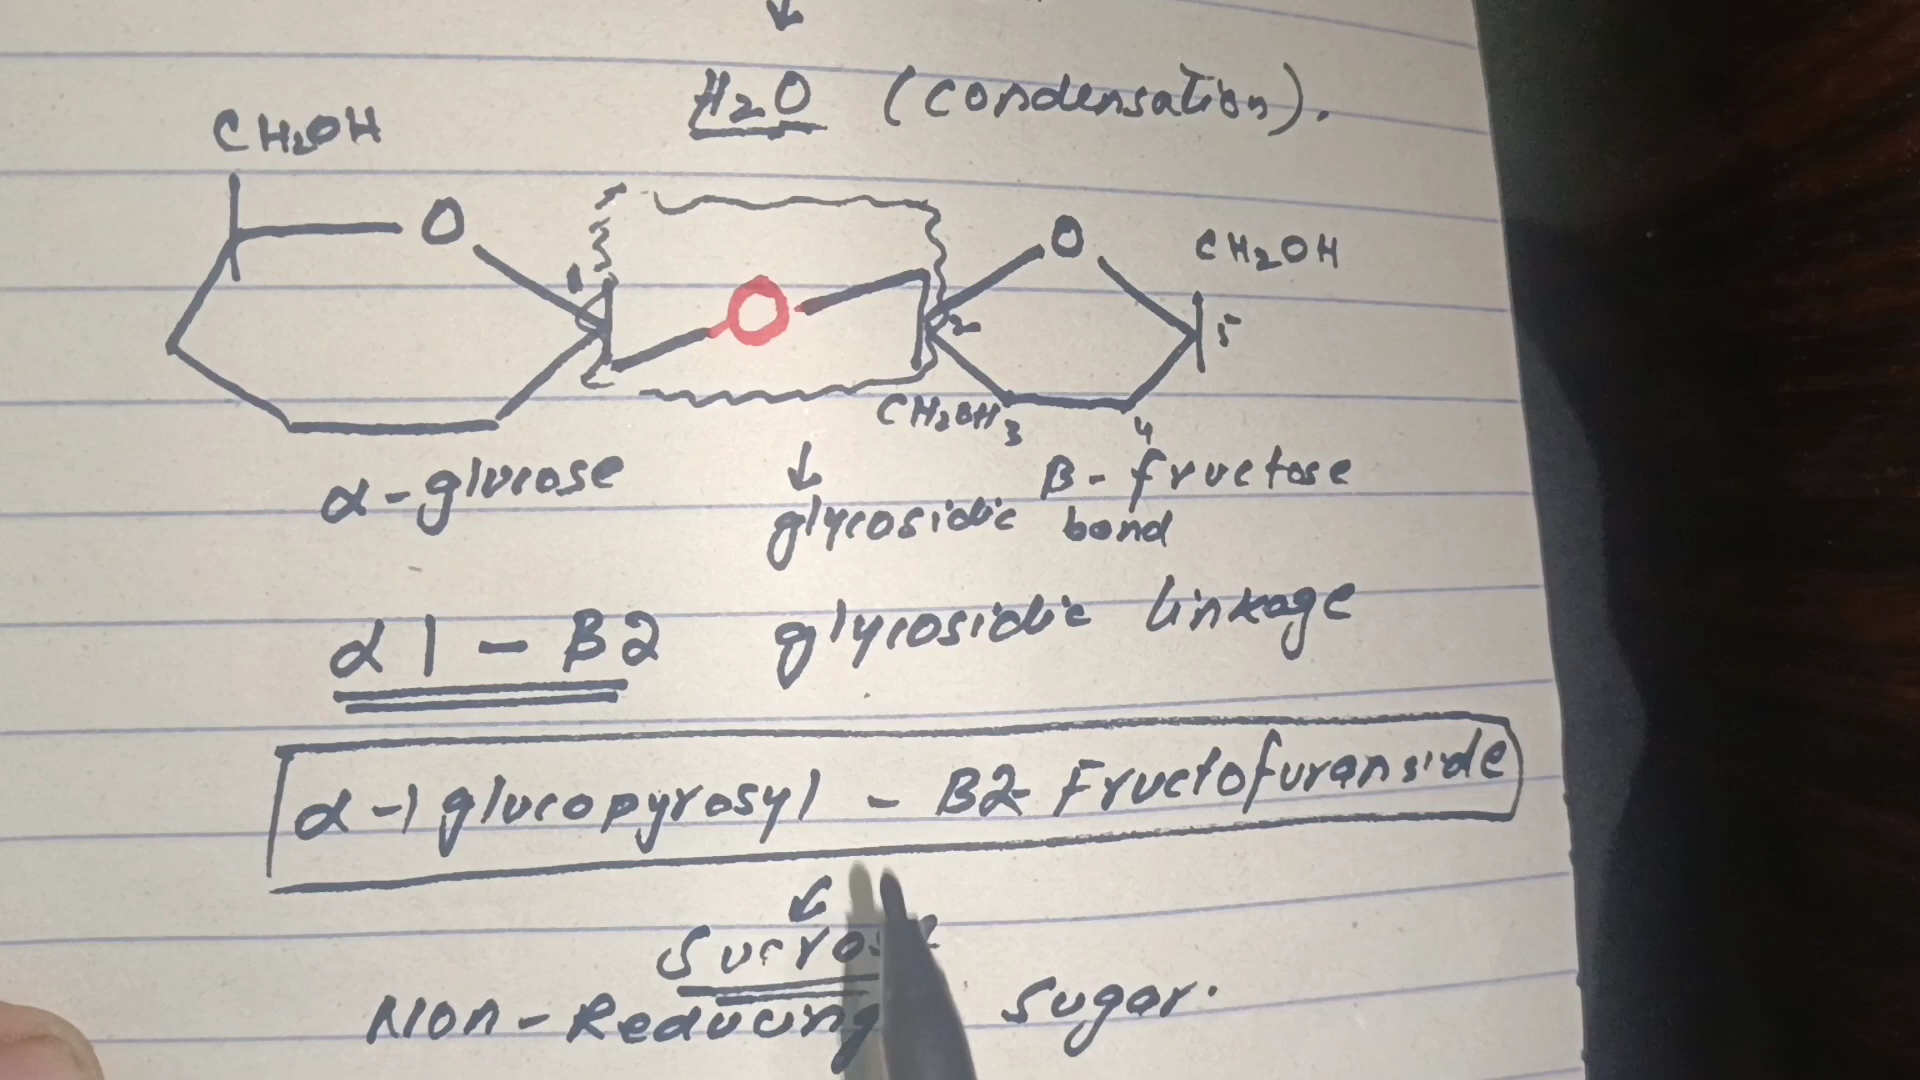 H2O (condensation).
CH2OH
O
1
O
2
O
CH2OH
5
CH2OH 3
4
α-glucose
β-fructose
glycosidic bond
α1-β2 glycosidic linkage
α-1 glucopyrosyl - β2-Fructofuranside
Sucrose
Non-Reducing Sugar.